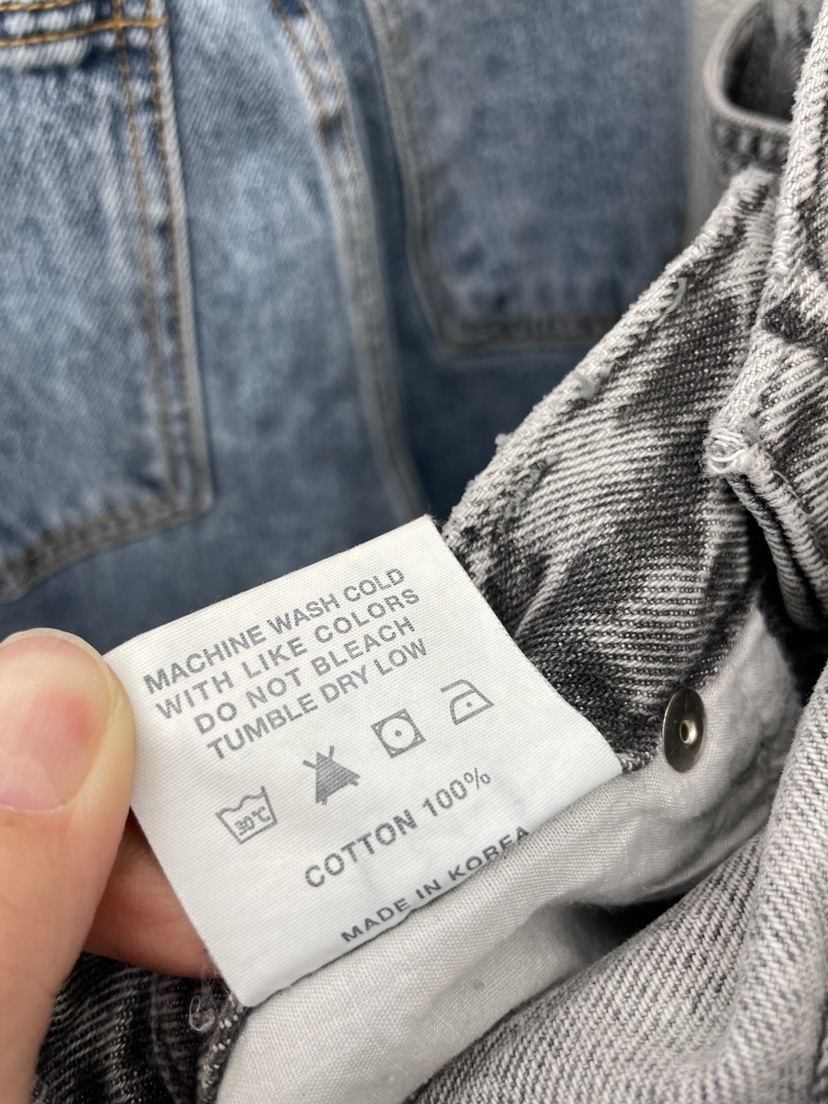 MACHINE WASH COLD
WITH LIKE COLORS
DO NOT BLEACH
TUMBLE DRY LOW
30°C
COTTON 100%
MADE IN KOREA